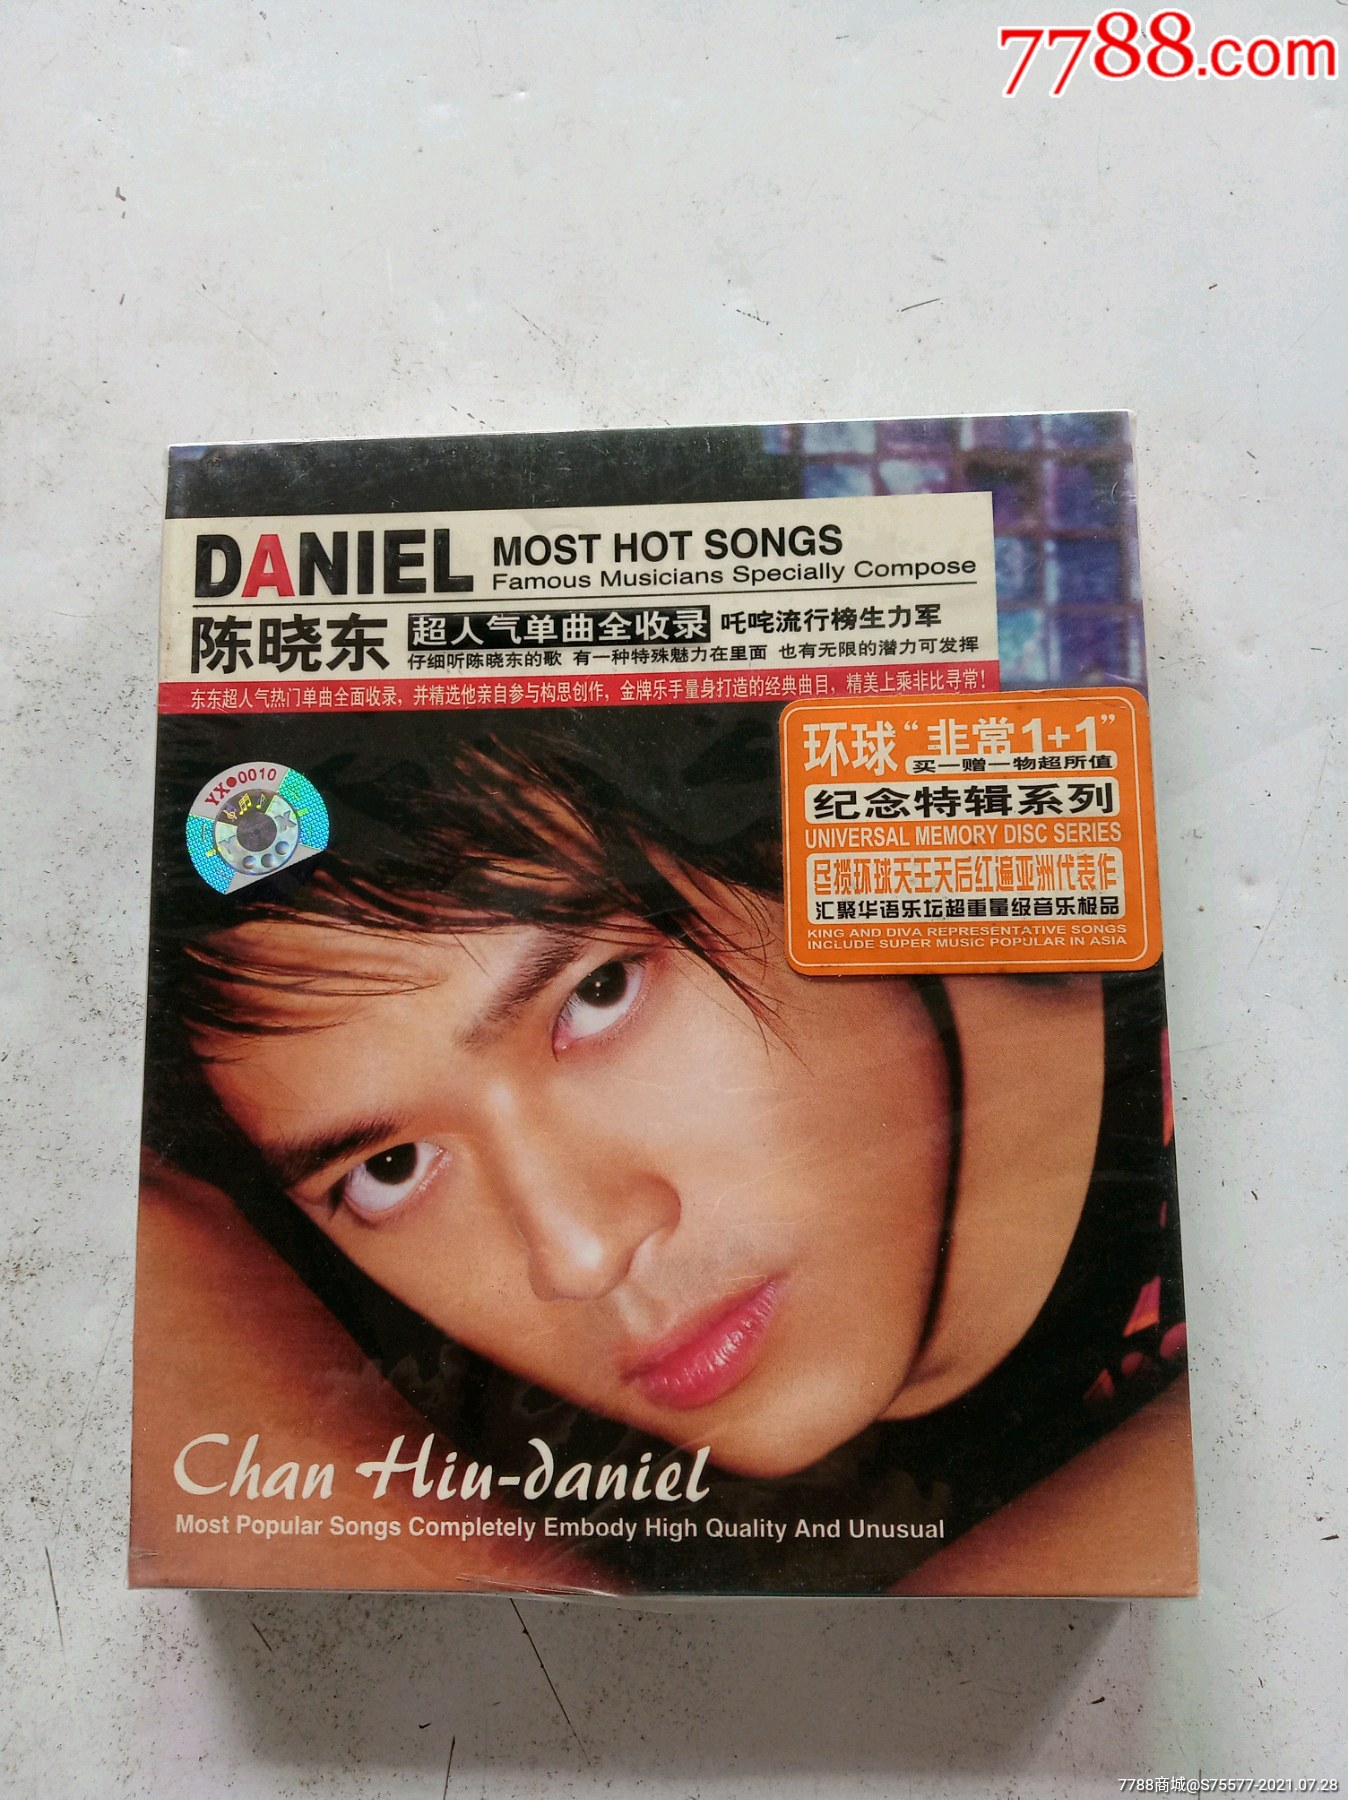 7788.com
DANIEL MOST HOT SONGS
Famous Musicians Specially Compose
陈晓东 超人气单曲全收录 吒咤流行榜生力军
仔细听陈晓东的歌 有一种特殊魅力在里面 也有无限的潜力可发挥
东东超人气热门单曲全面收录，并精选他亲自参与构思创作，金牌乐手量身打造的经典曲目，精美上乘非比寻常！
YX●0010
环球“非常1+1”
买一赠一物超所值
纪念特辑系列
UNIVERSAL MEMORY DISC SERIES
尽揽环球天王天后红遍亚洲代表作
汇聚华语乐坛超重量级音乐极品
KING AND DIVA REPRESENTATIVE SONGS
INCLUDE SUPER MUSIC POPULAR IN ASIA
Chan Hiu-daniel
Most Popular Songs Completely Embody High Quality And Unusual
7788商城@S75577-2021.07.28